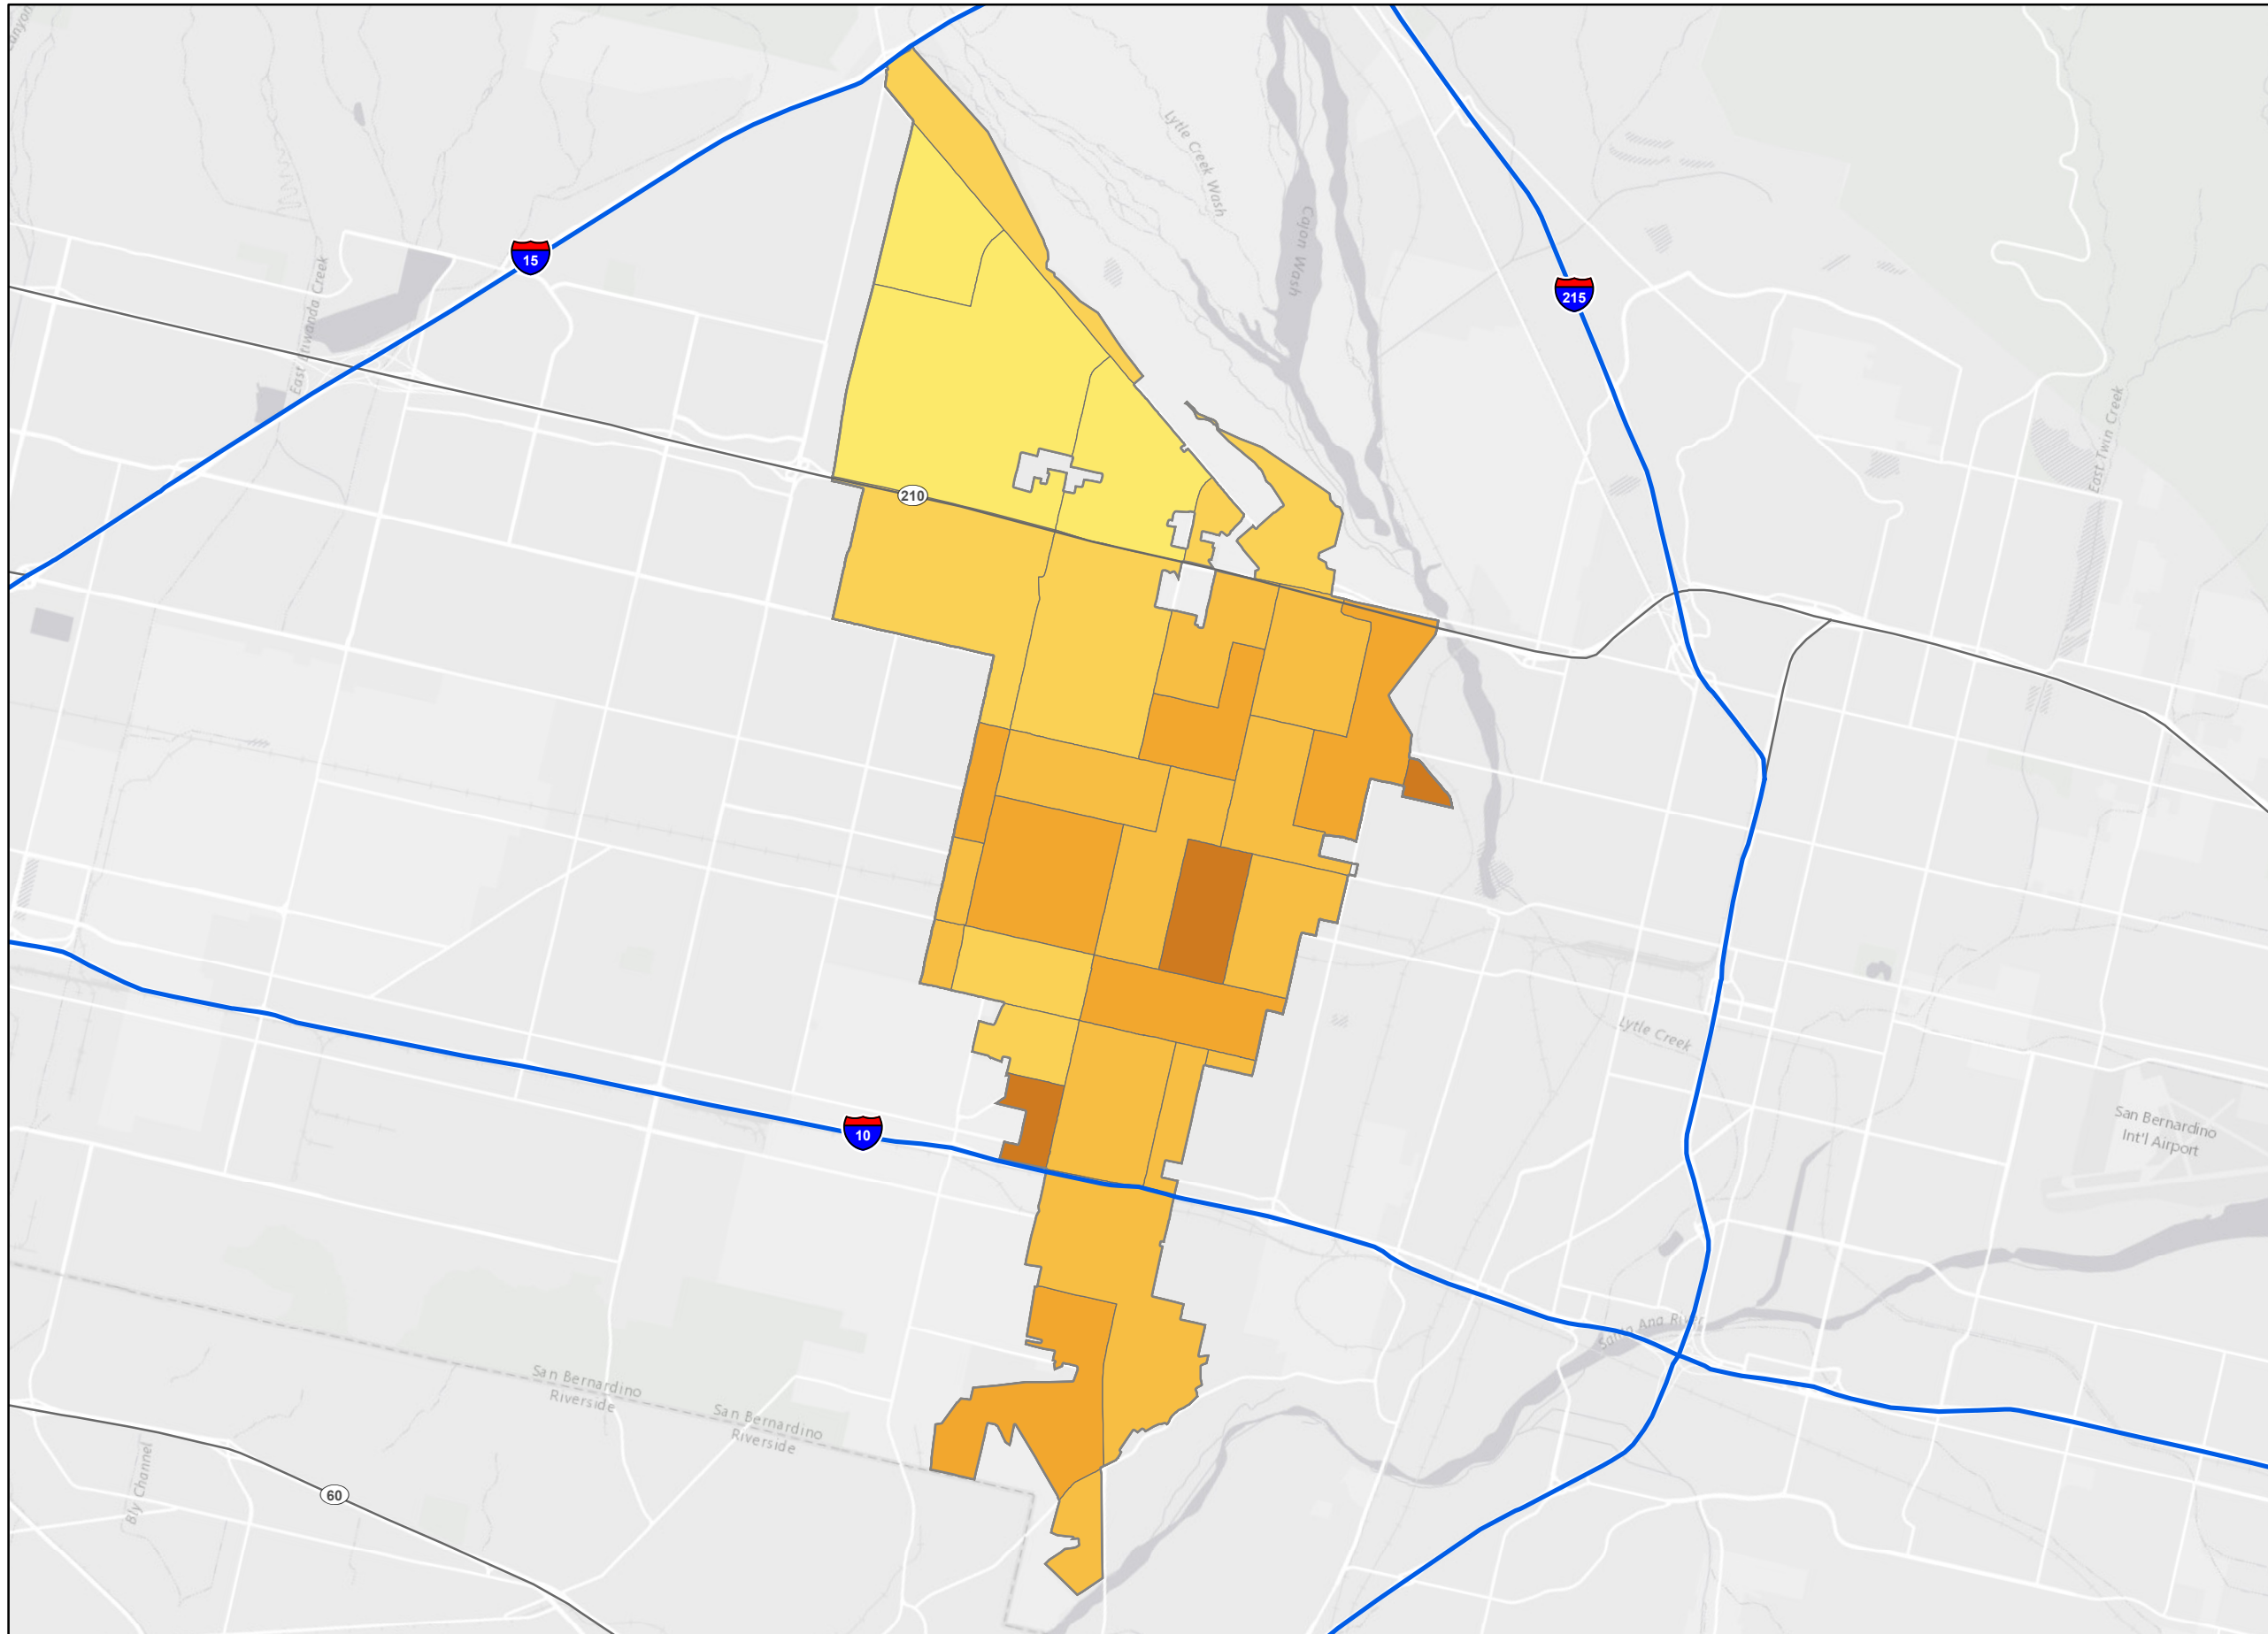 Canyon
Lytle Creek Wash
Cajon Wash
15
215
East Etiwanda Creek
East Twin Creek
210
Lytle Creek
San Bernardino
Int'l Airport
10
Santa Ana River
San Bernardino
Riverside
San Bernardino
Riverside
Bly Channel
60